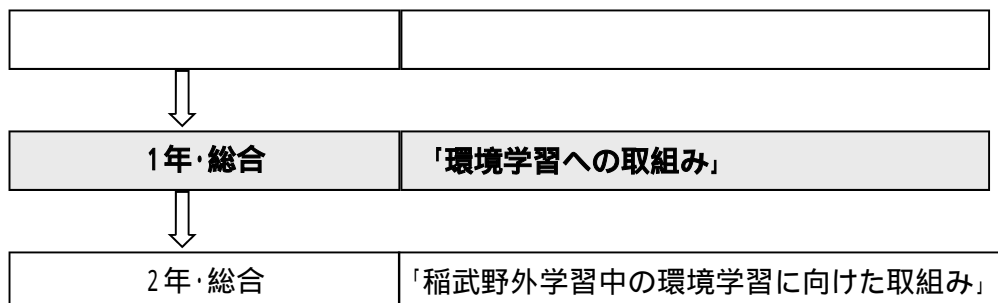 1年・総合 「環境学習への取組み」
2年・総合 「稲武野外学習中の環境学習に向けた取組み」